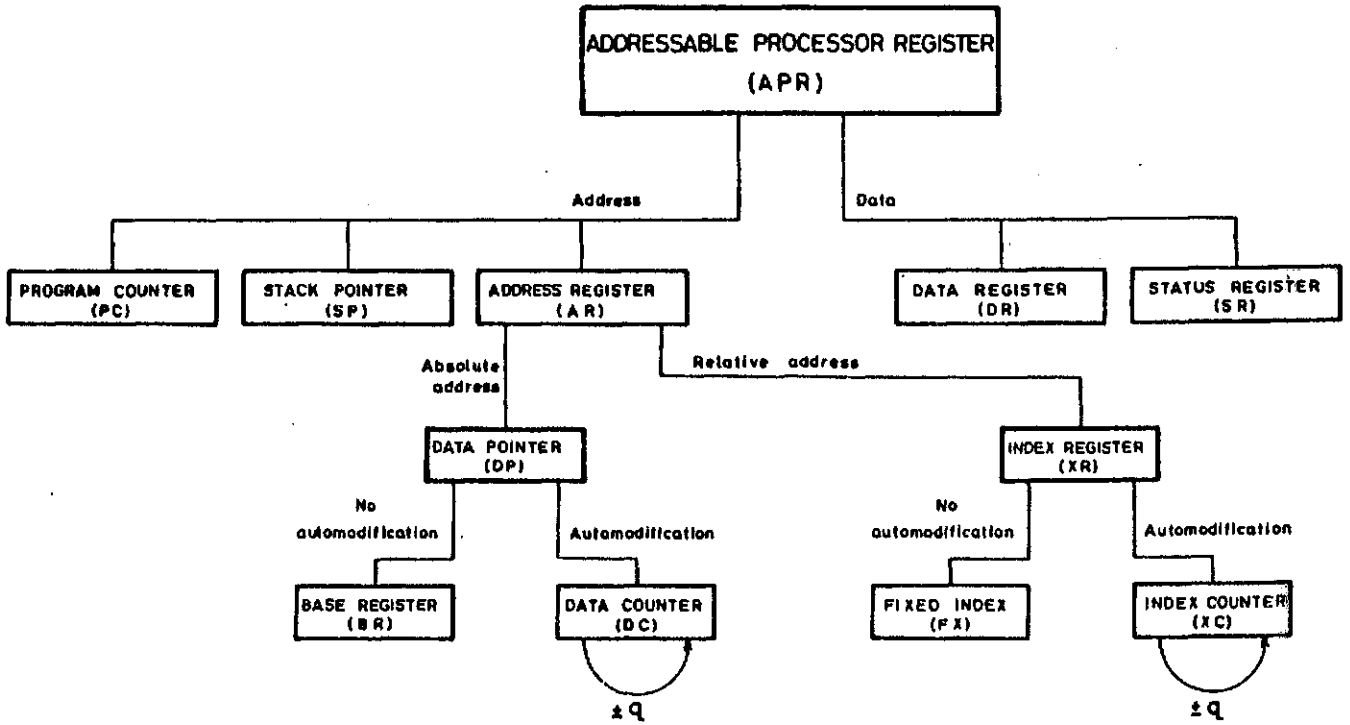 ADDRESSABLE PROCESSOR REGISTER
(APR)
Address
Data
PROGRAM COUNTER
(PC)
STACK POINTER
(SP)
ADDRESS REGISTER
(AR)
DATA REGISTER
(DR)
STATUS REGISTER
(SR)
Absolute
address
Relative address
DATA POINTER
(DP)
INDEX REGISTER
(XR)
No
automodification
Automodification
No
automodification
Automodification
BASE REGISTER
(BR)
DATA COUNTER
(DC)
FIXED INDEX
(FX)
INDEX COUNTER
(XC)
±q
±q